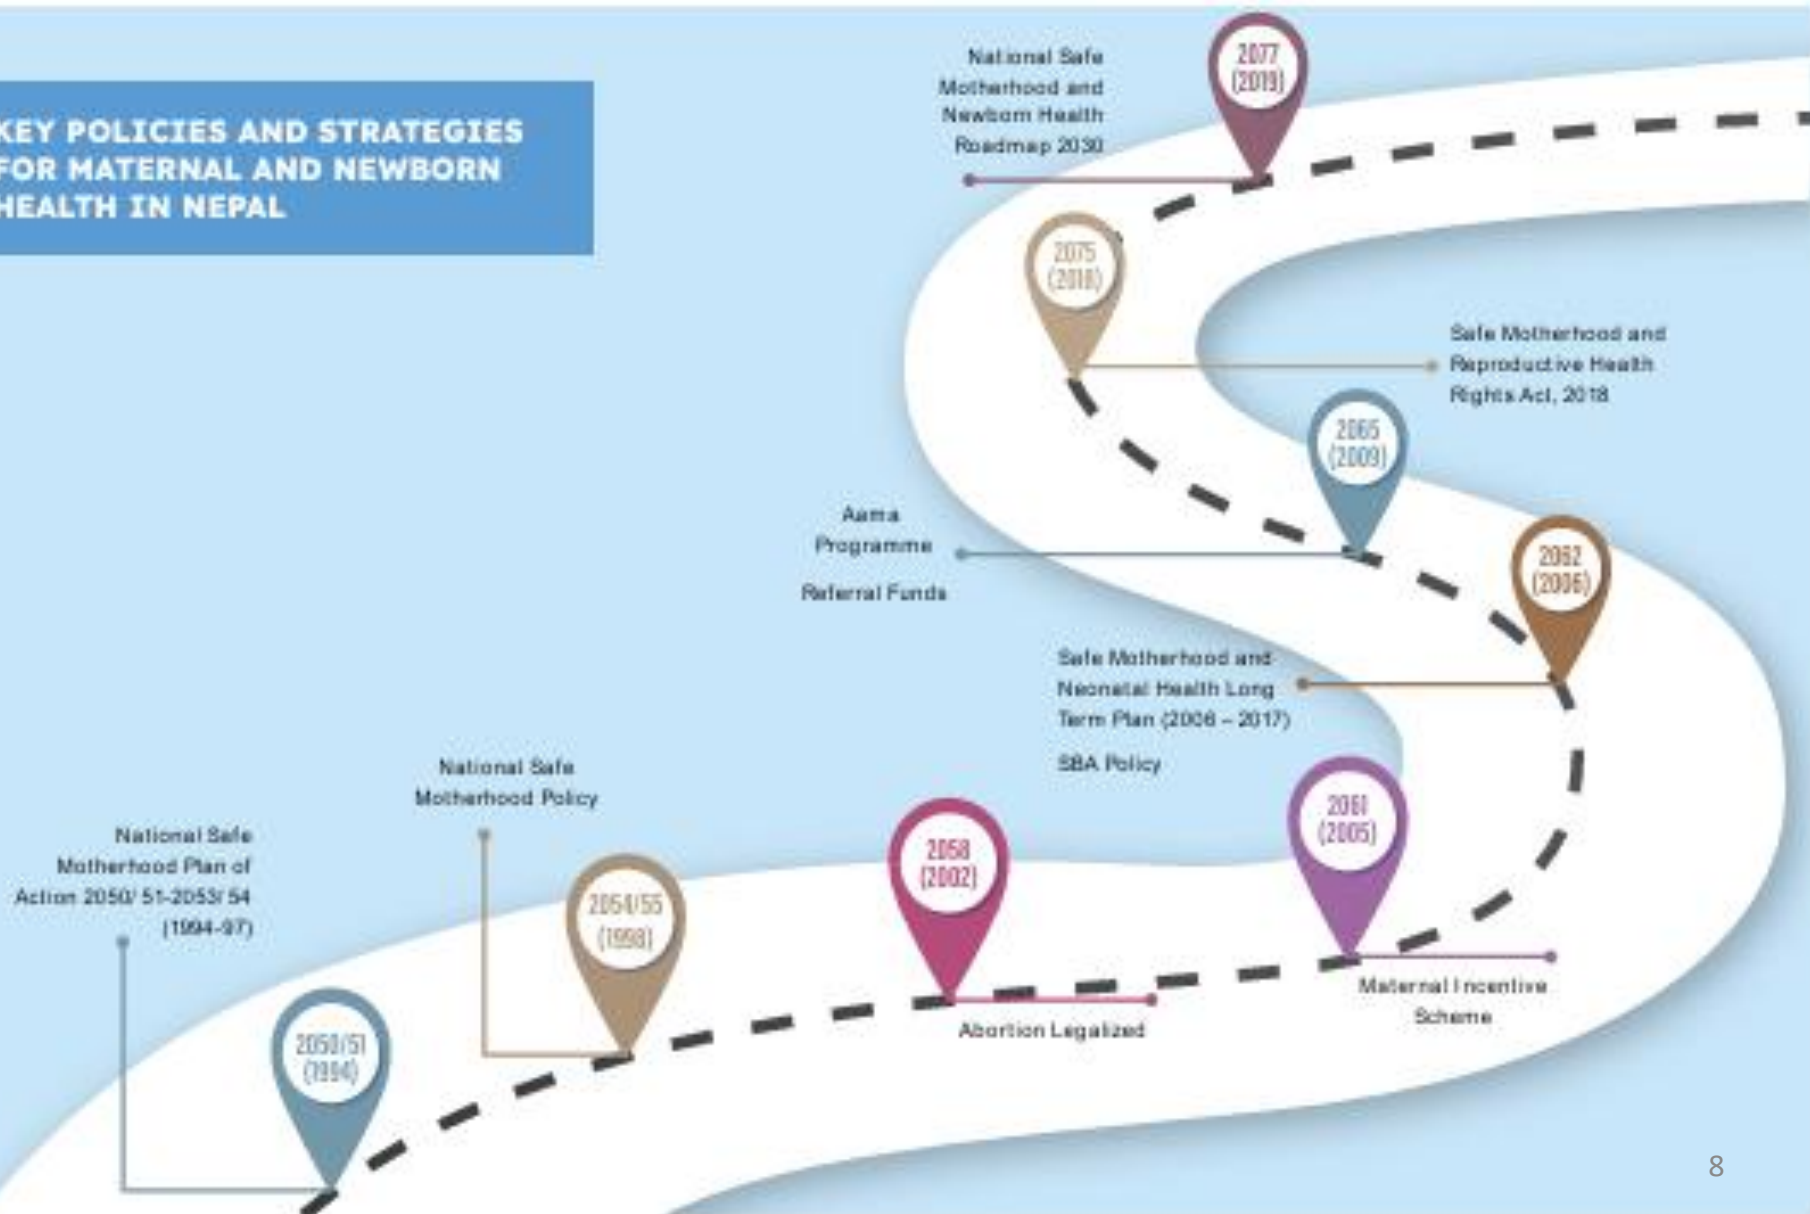 KEY POLICIES AND STRATEGIES
FOR MATERNAL AND NEWBORN
HEALTH IN NEPAL
National Safe
Motherhood and
Newborn Health
Roadmap 2030
2077
(2019)
2075
(2018)
Safe Motherhood and
Reproductive Health
Rights Act, 2018
2065
(2009)
Aama
Programme
Referral Funds
2062
(2006)
Safe Motherhood and
Neonatal Health Long
Term Plan (2006 – 2017)
SBA Policy
2061
(2005)
Maternal Incentive
Scheme
2058
(2002)
Abortion Legalized
National Safe
Motherhood Policy
2054/55
(1998)
National Safe
Motherhood Plan of
Action 2050/ 51-2053/ 54
(1994-97)
2050/51
(1994)
8